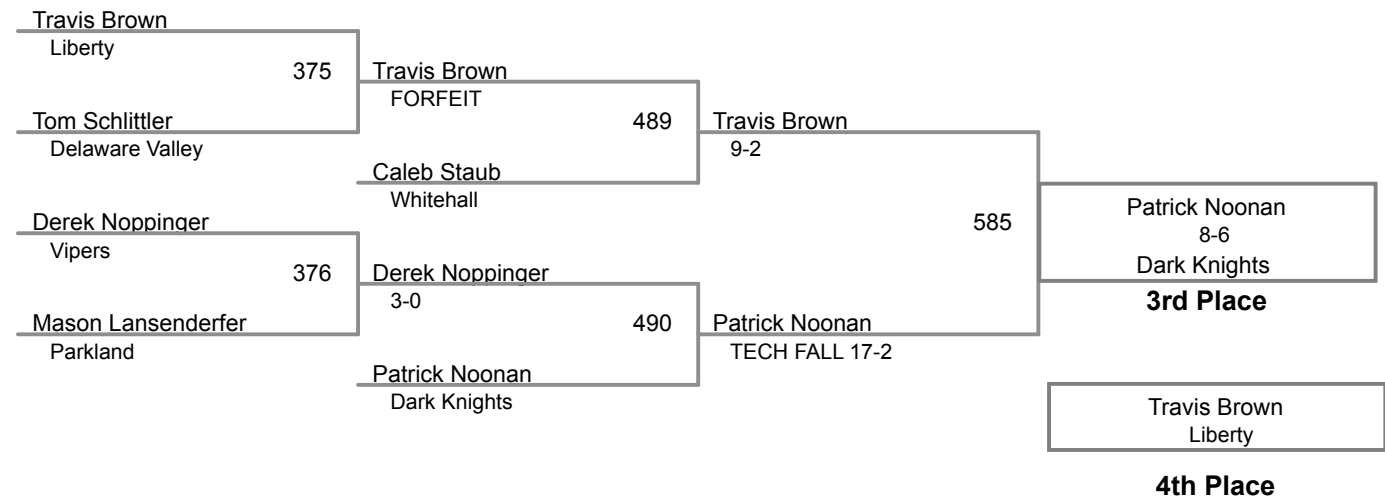 Travis Brown
Liberty
375
Travis Brown
FORFEIT
Tom Schlittler
Delaware Valley
489
Travis Brown
9-2
Caleb Staub
Whitehall
Derek Noppinger
Vipers
376
Derek Noppinger
3-0
Mason Lansenderfer
Parkland
490
Patrick Noonan
TECH FALL 17-2
Patrick Noonan
Dark Knights
585
Patrick Noonan
8-6
Dark Knights
3rd Place
Travis Brown
Liberty
4th Place